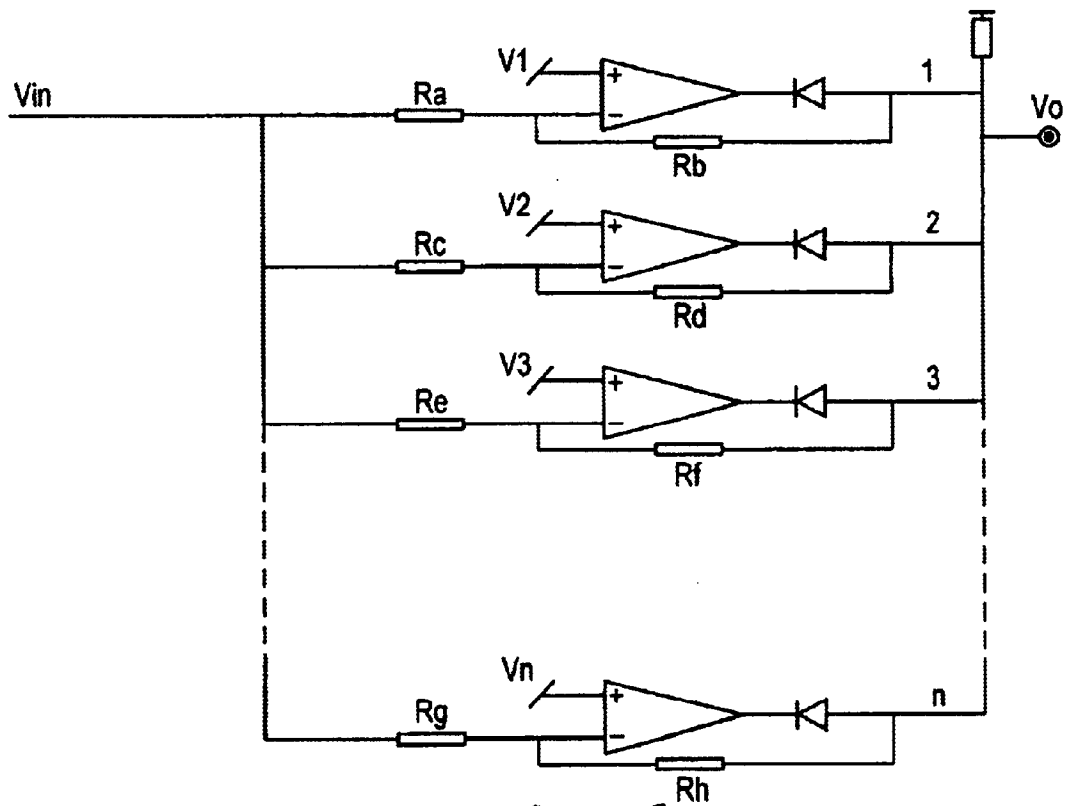 Vin
Ra
V1
+
−
Rb
1
Vo
Rc
V2
+
−
Rd
2
Re
V3
+
−
Rf
3
Rg
Vn
+
−
Rh
n